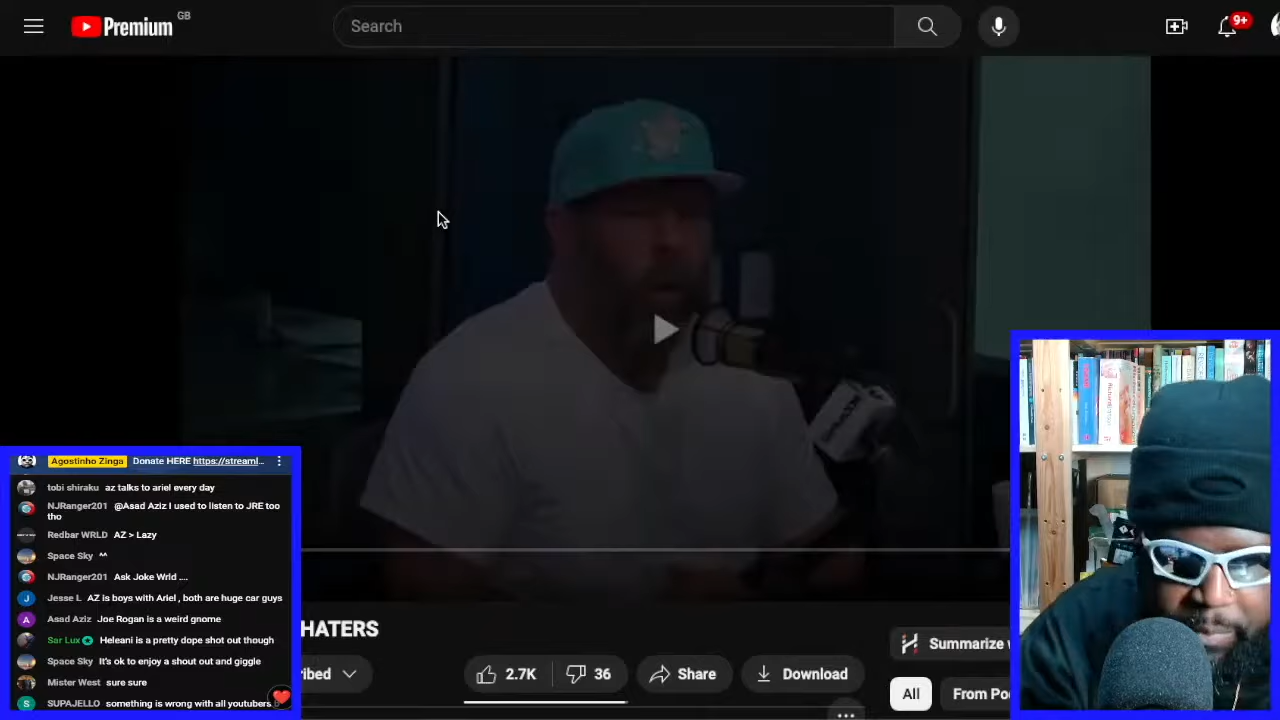 Premium GB
Search
9+
HATERS
ribed
2.7K
36
Share
Download
Summarize
All
From Po
Agostinho Zinga Donate HERE https://streaml...
tobi shiraku az talks to ariel every day
NJRanger201 @Asad Aziz I used to listen to JRE too
tho
Redbar WRLD AZ > Lazy
Space Sky ^^
NJRanger201 Ask Joke Wrld ....
J
Jesse L AZ is boys with Ariel , both are huge car guys
A
Asad Aziz Joe Rogan is a weird gnome
Sar Lux Heleani is a pretty dope shot out though
Space Sky It's ok to enjoy a shout out and giggle
Mister West sure sure
S
SUPAJELLO something is wrong with all youtubers